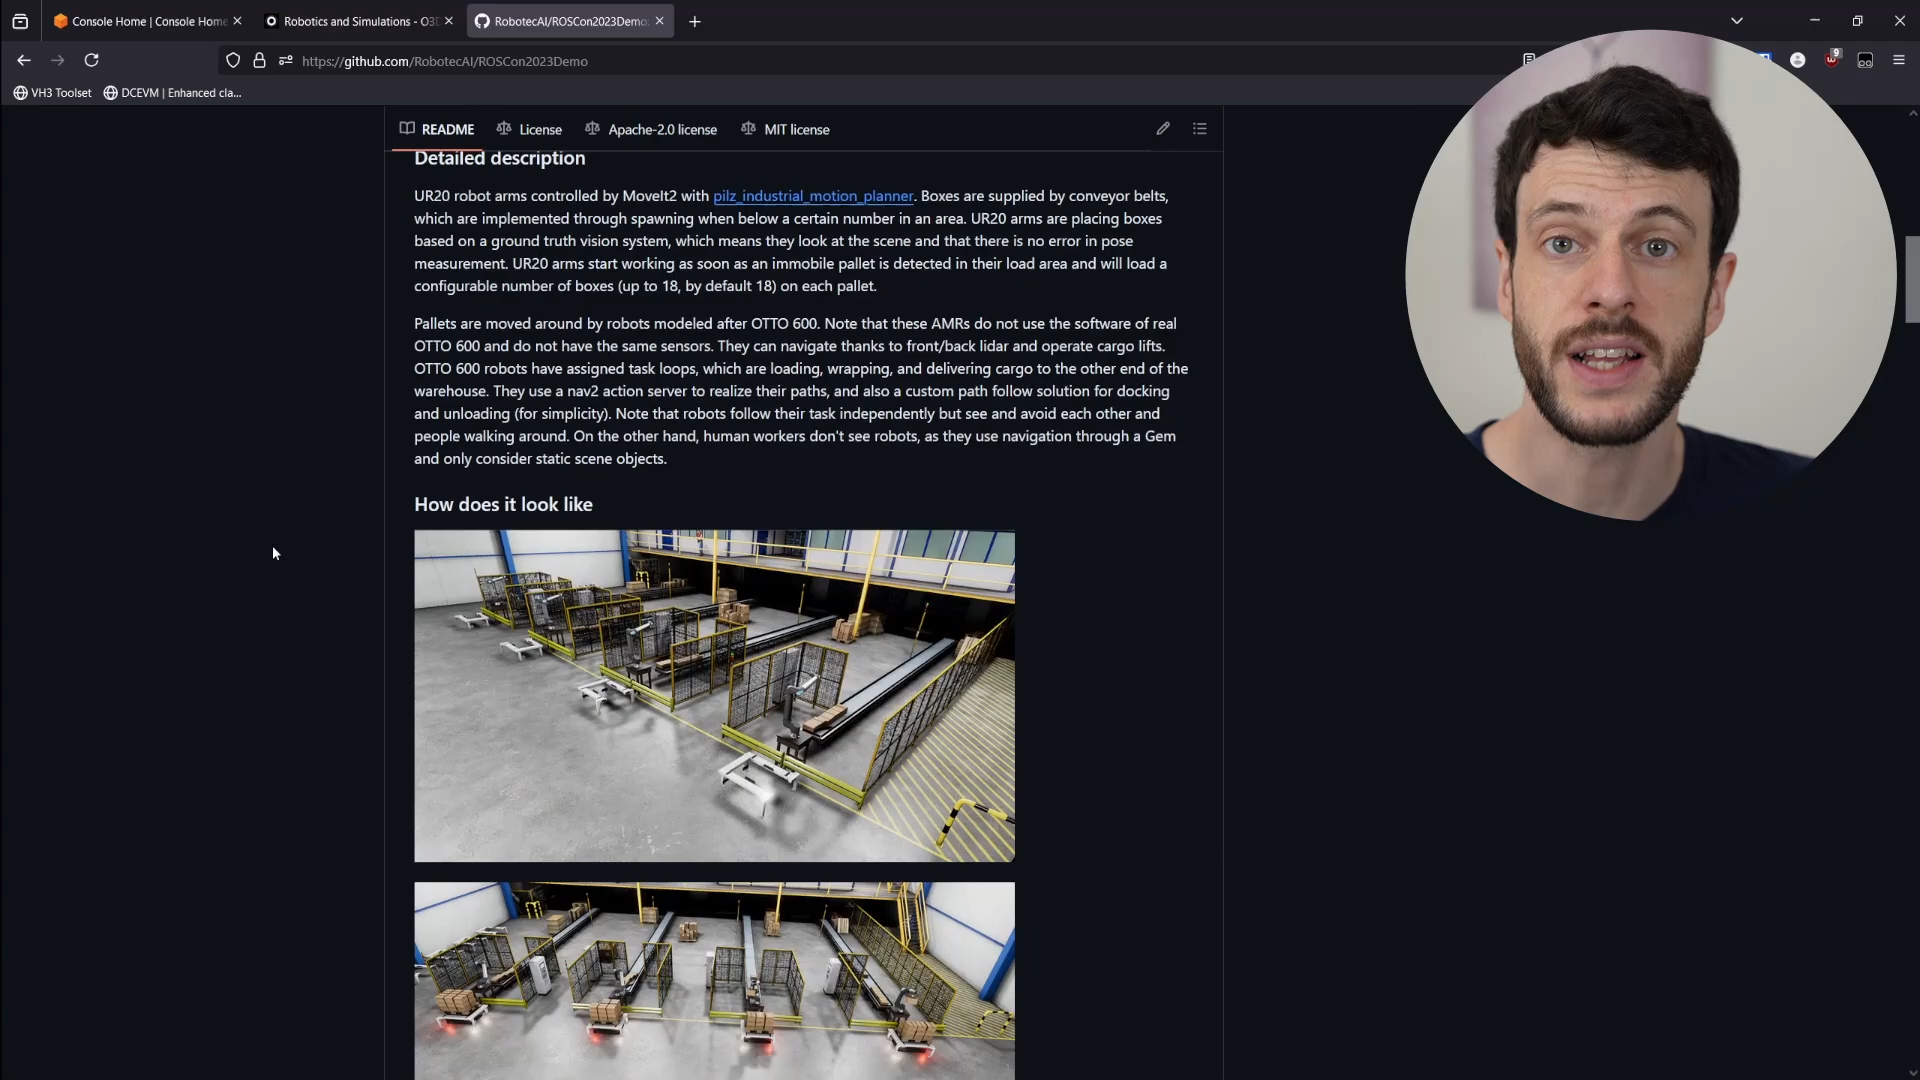 Console Home | Console Home
Robotics and Simulations - O3D
RobotecAI/ROSCon2023Demo
https://github.com/RobotecAI/ROSCon2023Demo
9
VH3 Toolset
DCEVM | Enhanced cla...
README
License
Apache-2.0 license
MIT license
Detailed description
UR20 robot arms controlled by MoveIt2 with pilz_industrial_motion_planner. Boxes are supplied by conveyor belts,
which are implemented through spawning when below a certain number in an area. UR20 arms are placing boxes
based on a ground truth vision system, which means they look at the scene and that there is no error in pose
measurement. UR20 arms start working as soon as an immobile pallet is detected in their load area and will load a
configurable number of boxes (up to 18, by default 18) on each pallet.
Pallets are moved around by robots modeled after OTTO 600. Note that these AMRs do not use the software of real
OTTO 600 and do not have the same sensors. They can navigate thanks to front/back lidar and operate cargo lifts.
OTTO 600 robots have assigned task loops, which are loading, wrapping, and delivering cargo to the other end of the
warehouse. They use a nav2 action server to realize their paths, and also a custom path follow solution for docking
and unloading (for simplicity). Note that robots follow their task independently but see and avoid each other and
people walking around. On the other hand, human workers don't see robots, as they use navigation through a Gem
and only consider static scene objects.
How does it look like